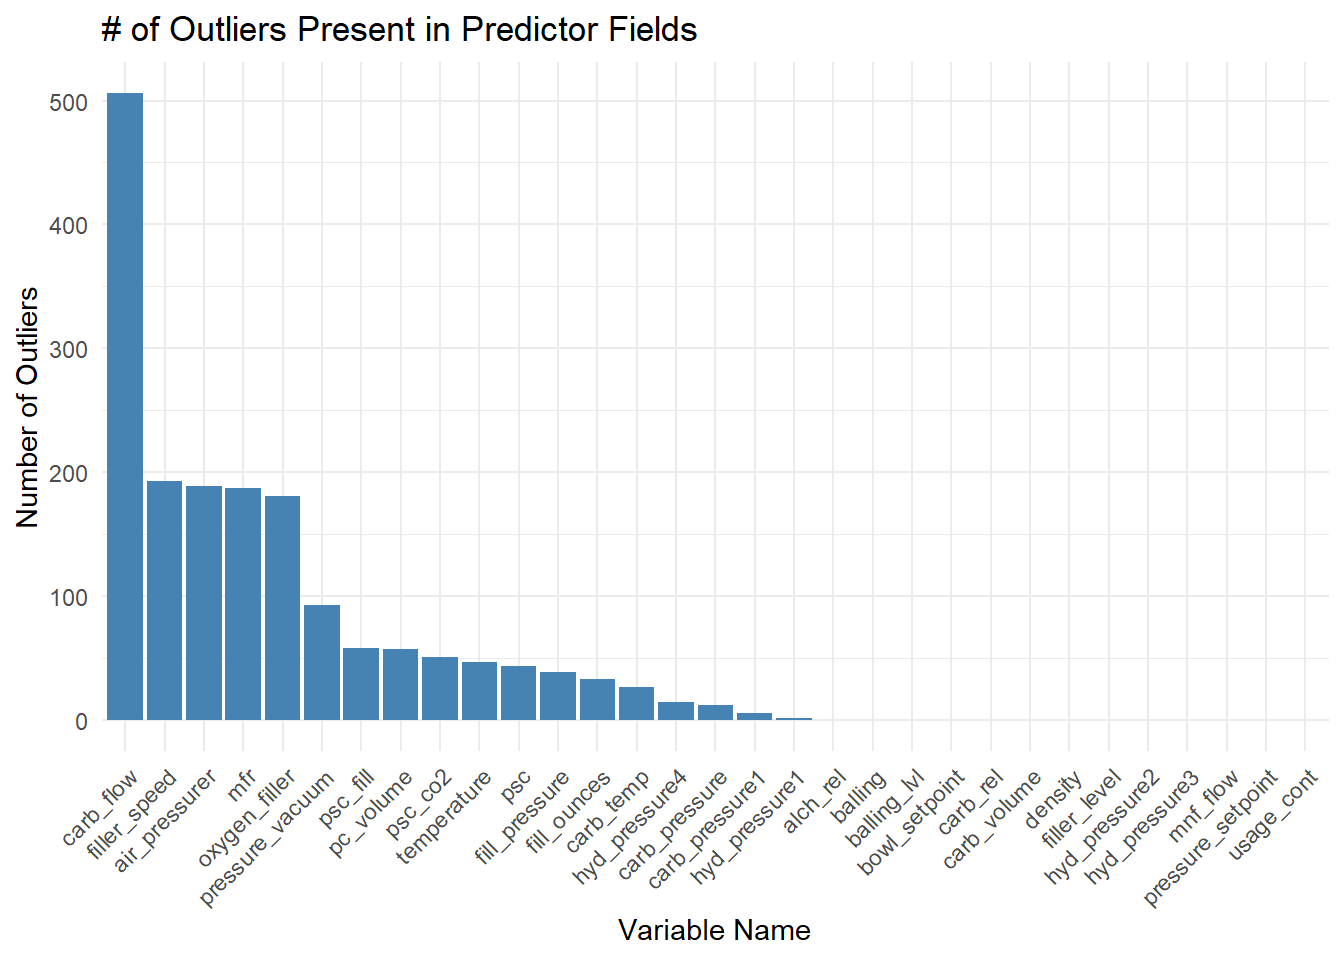 # of Outliers Present in Predictor Fields
Number of Outliers
500
400
300
200
100
0
carb_flow
filler_speed
air_pressurer
mfr
oxygen_filler
pressure_vacuum
psc_fill
pc_volume
psc_co2
temperature
psc
fill_pressure
fill_ounces
carb_temp
hyd_pressure4
carb_pressure
carb_pressure1
hyd_pressure1
alch_rel
balling
balling_lvl
bowl_setpoint
carb_rel
carb_volume
density
filler_level
hyd_pressure2
hyd_pressure3
mnf_flow
pressure_setpoint
usage_cont
Variable Name